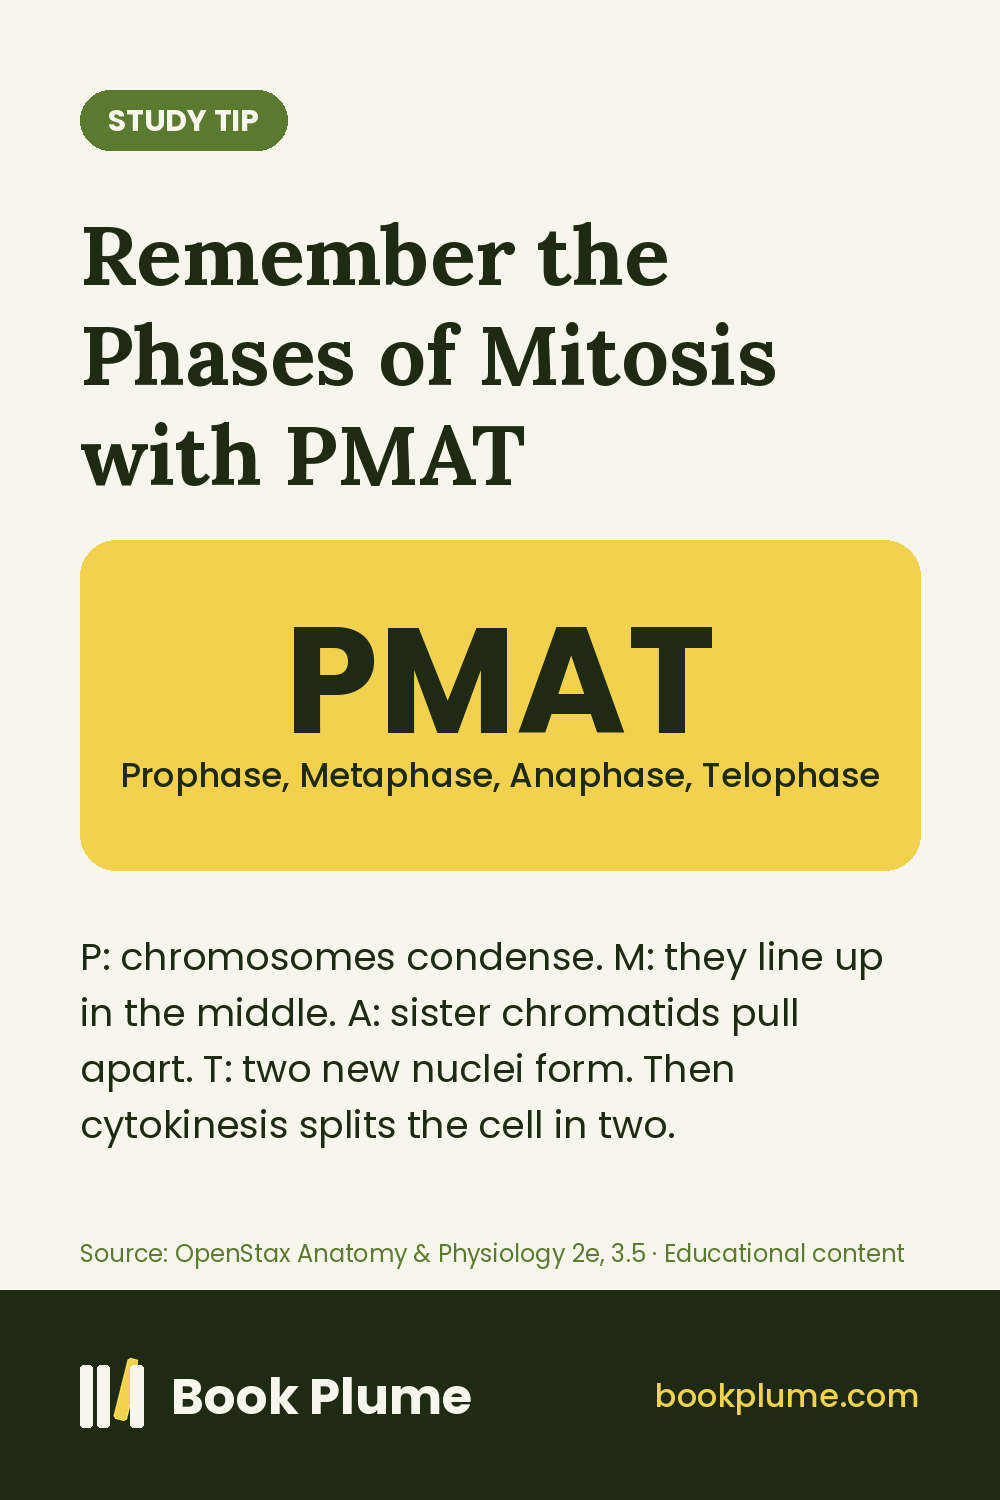 STUDY TIP
Remember the
Phases of Mitosis
with PMAT
PMAT
Prophase, Metaphase, Anaphase, Telophase
P: chromosomes condense. M: they line up
in the middle. A: sister chromatids pull
apart. T: two new nuclei form. Then
cytokinesis splits the cell in two.
Source: OpenStax Anatomy & Physiology 2e, 3.5 · Educational content
Book Plume
bookplume.com